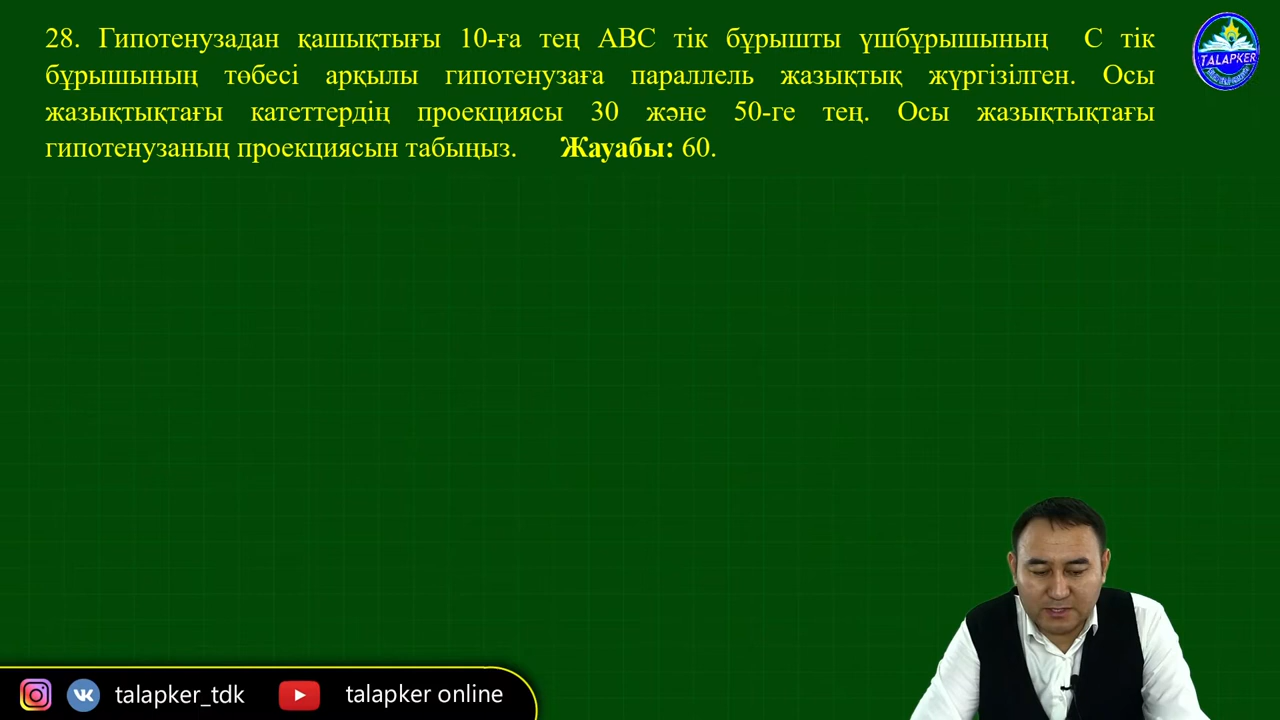 28. Гипотенузадан қашықтығы 10-ға тең АВС тік бұрышты үшбұрышының С тік
бұрышының төбесі арқылы гипотенузаға параллель жазықтық жүргізілген. Осы
жазықтықтағы катеттердің проекциясы 30 және 50-ге тең. Осы жазықтықтағы
гипотенузаның проекциясын табыңыз. Жауабы: 60.
TALAPKER
talapker_tdk talapker online